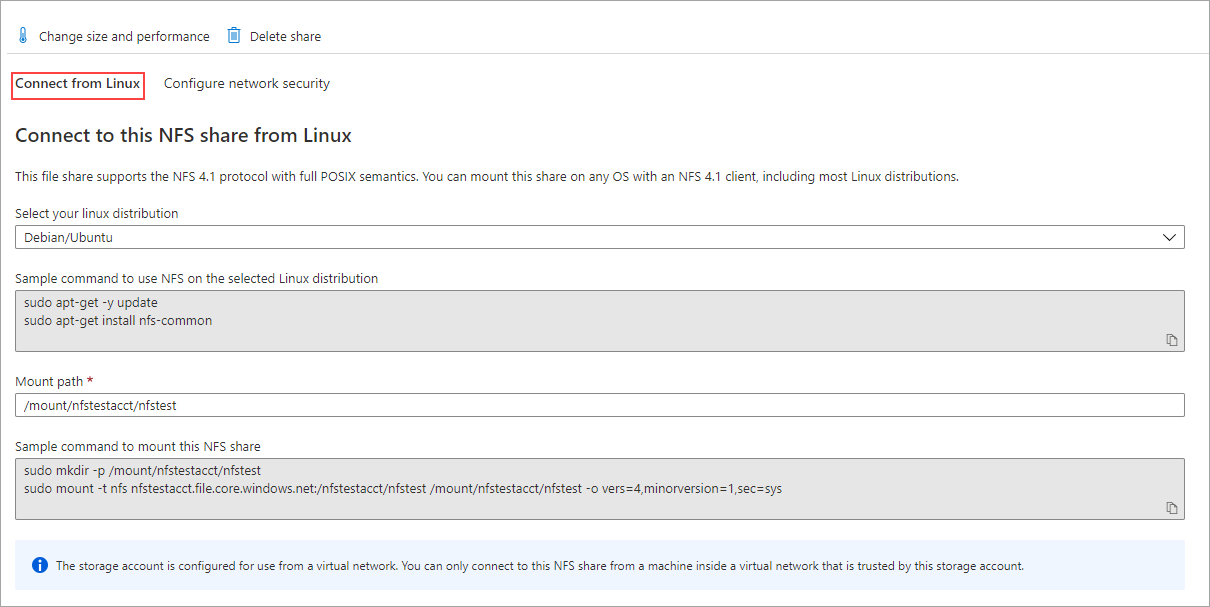 Change size and performance Delete share
Connect from Linux Configure network security
Connect to this NFS share from Linux
This file share supports the NFS 4.1 protocol with full POSIX semantics. You can mount this share on any OS with an NFS 4.1 client, including most Linux distributions.
Select your linux distribution
Debian/Ubuntu
Sample command to use NFS on the selected Linux distribution
sudo apt-get -y update
sudo apt-get install nfs-common
Mount path *
/mount/nfstestacct/nfstest
Sample command to mount this NFS share
sudo mkdir -p /mount/nfstestacct/nfstest
sudo mount -t nfs nfstestacct.file.core.windows.net:/nfstestacct/nfstest /mount/nfstestacct/nfstest -o vers=4,minorversion=1,sec=sys
The storage account is configured for use from a virtual network. You can only connect to this NFS share from a machine inside a virtual network that is trusted by this storage account.